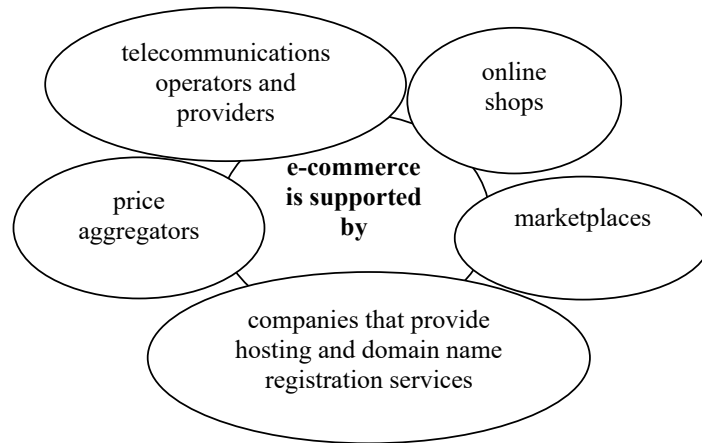 telecommunications
operators and
providers
online
shops
e-commerce
is supported
by
price
aggregators
marketplaces
companies that provide
hosting and domain name
registration services